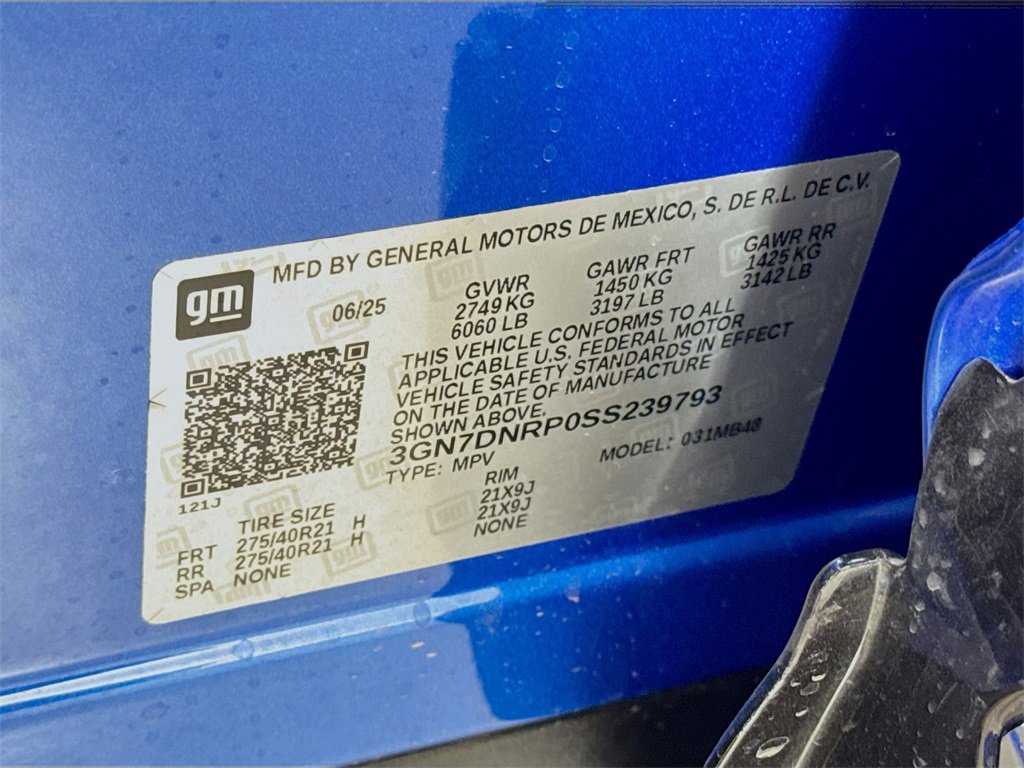 gm
MFD BY GENERAL MOTORS DE MEXICO, S. DE R.L. DE C.V.
06/25
GVWR
2749 KG
6060 LB
GAWR FRT
1450 KG
3197 LB
GAWR RR
1425 KG
3142 LB
THIS VEHICLE CONFORMS TO ALL
APPLICABLE U.S. FEDERAL MOTOR
VEHICLE SAFETY STANDARDS IN EFFECT
ON THE DATE OF MANUFACTURE
SHOWN ABOVE.
3GN7DNRP0SS239793
TYPE: MPV MODEL: 031MB48
121J
TIRE SIZE RIM
FRT 275/40R21 H 21X9J
RR 275/40R21 H 21X9J
SPA NONE NONE